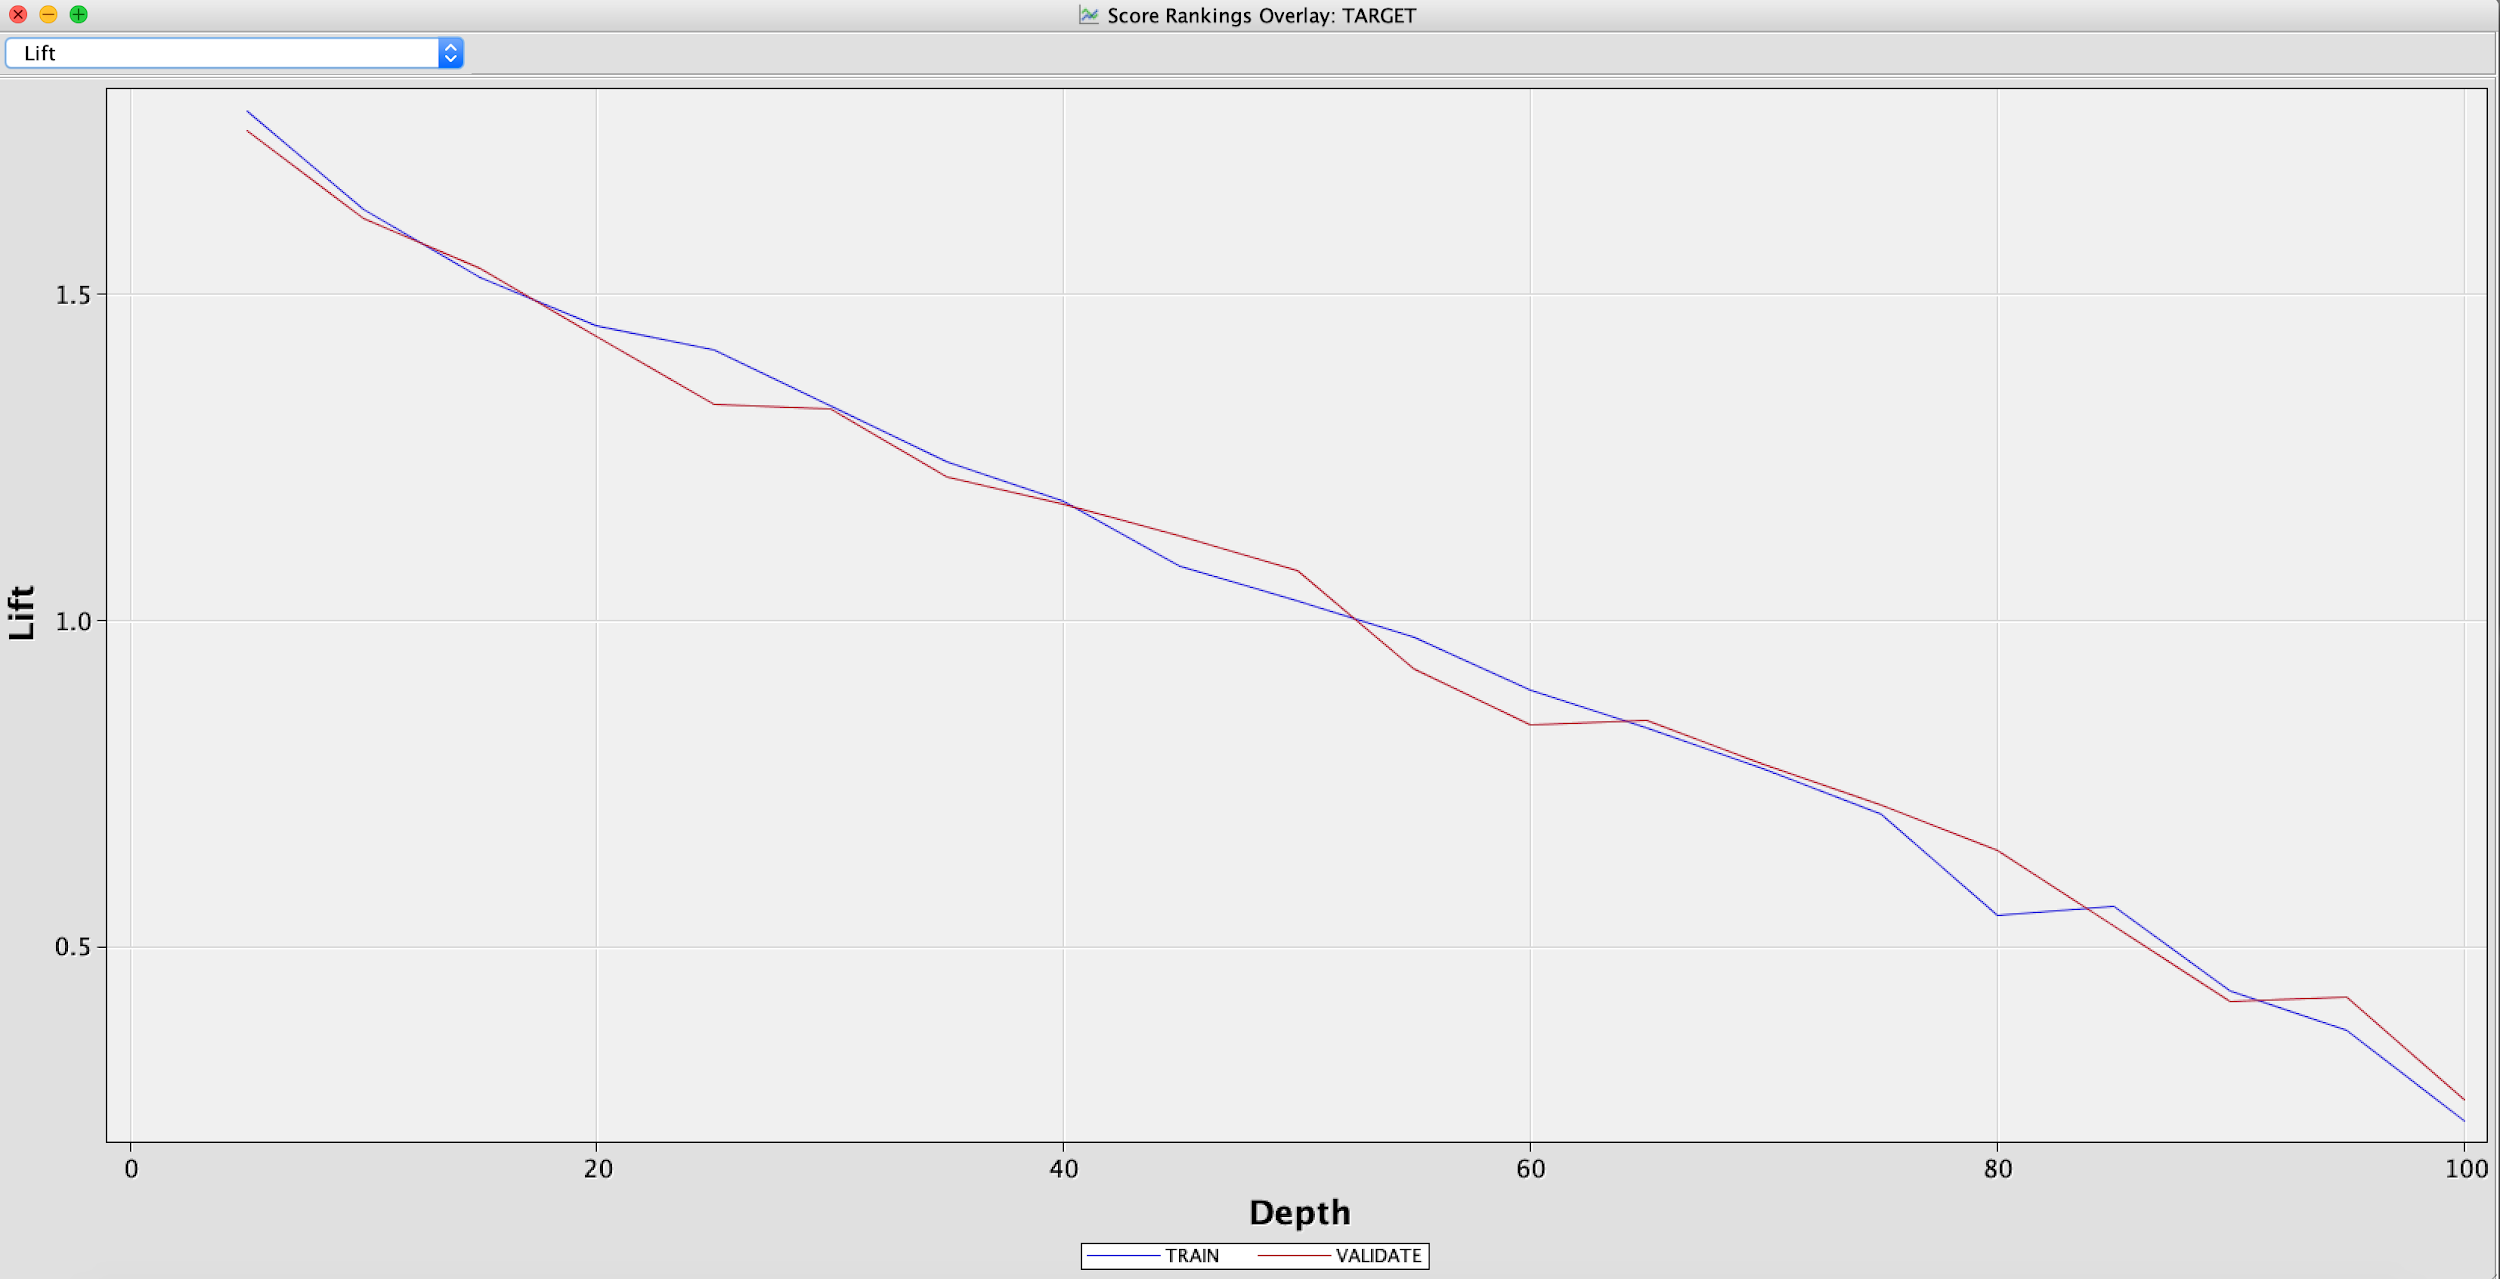 Score Rankings Overlay: TARGET
Lift
Lift
1.5
1.0
0.5
0 20 40 60 80 100
Depth
TRAIN VALIDATE